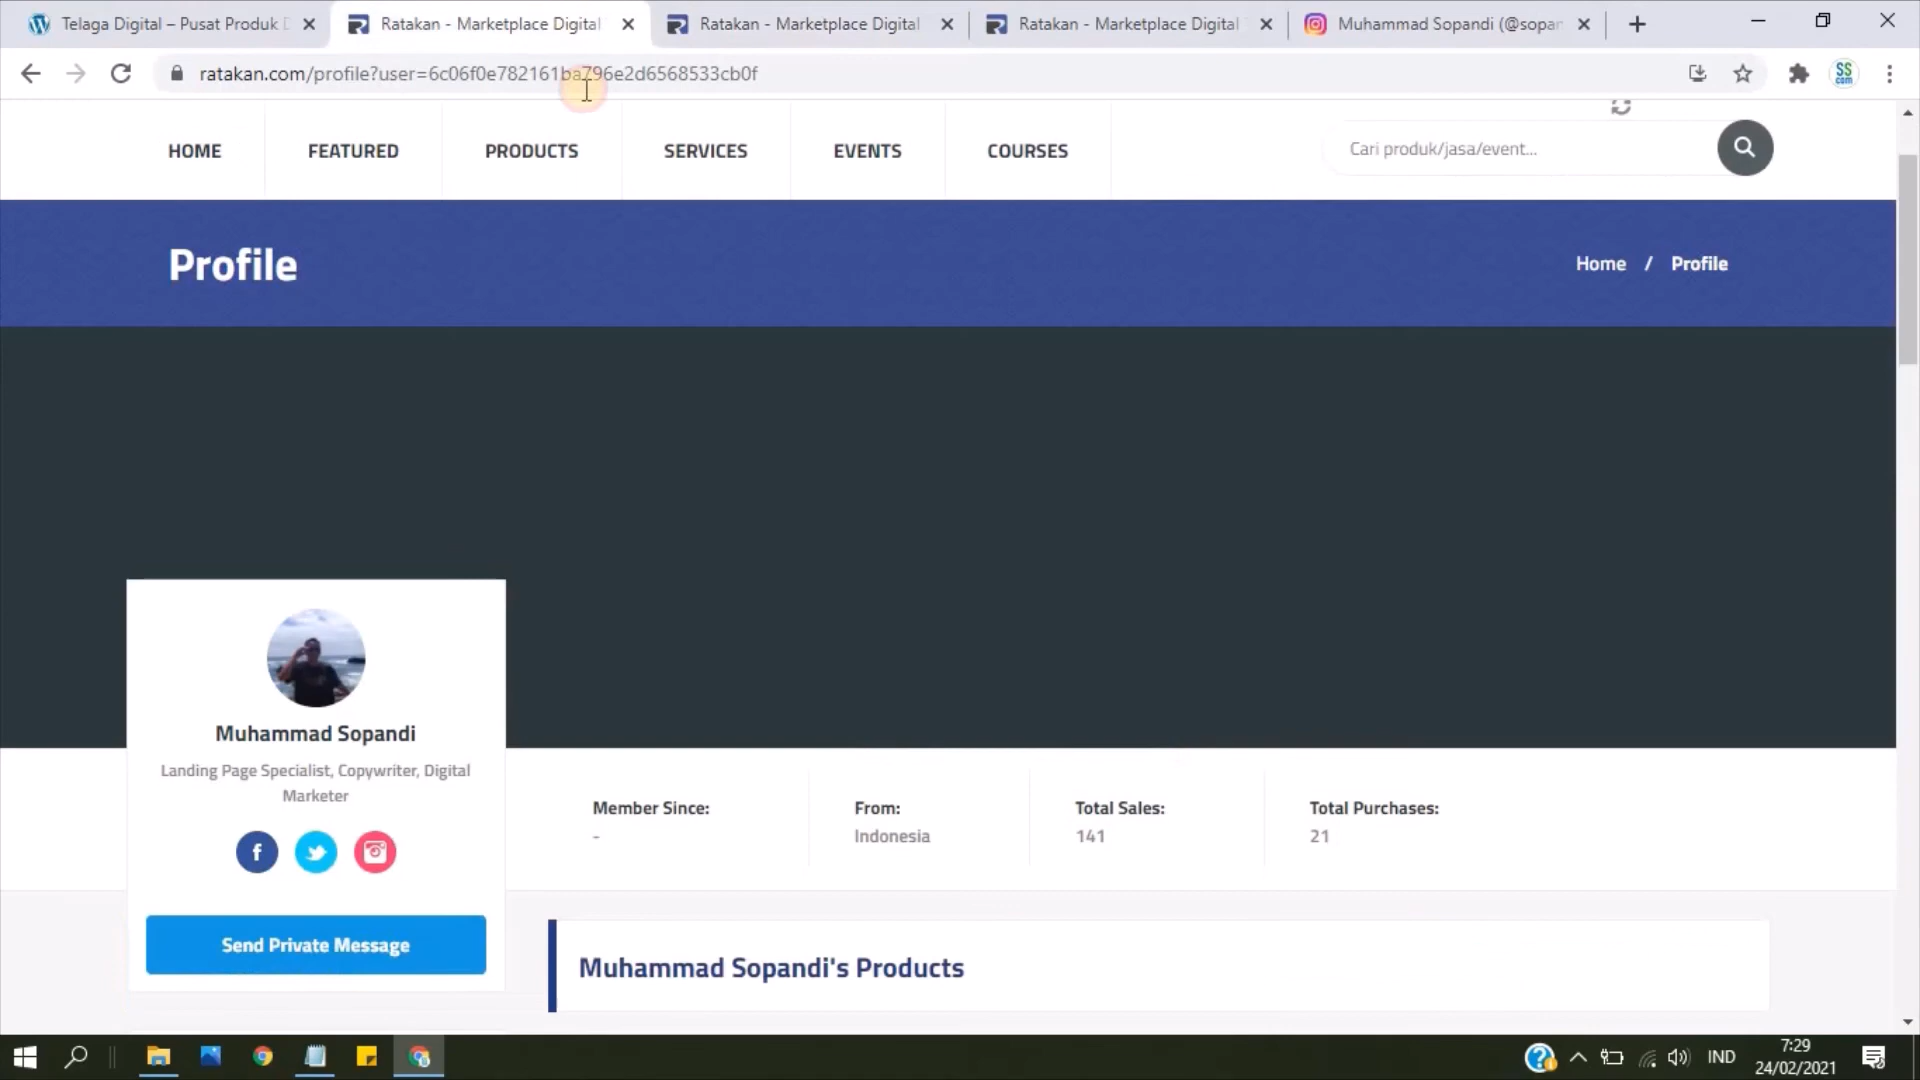 Telaga Digital – Pusat Produk D
Ratakan - Marketplace Digital
Ratakan - Marketplace Digital
Ratakan - Marketplace Digital
Muhammad Sopandi (@sopan
ratakan.com/profile?user=6c06f0e782161ba796e2d6568533cb0f
SS
com
HOME
FEATURED
PRODUCTS
SERVICES
EVENTS
COURSES
Cari produk/jasa/event...
Profile
Home / Profile
Muhammad Sopandi
Landing Page Specialist, Copywriter, Digital
Marketer
Member Since:
-
From:
Indonesia
Total Sales:
141
Total Purchases:
21
Send Private Message
Muhammad Sopandi's Products
IND
7:29
24/02/2021